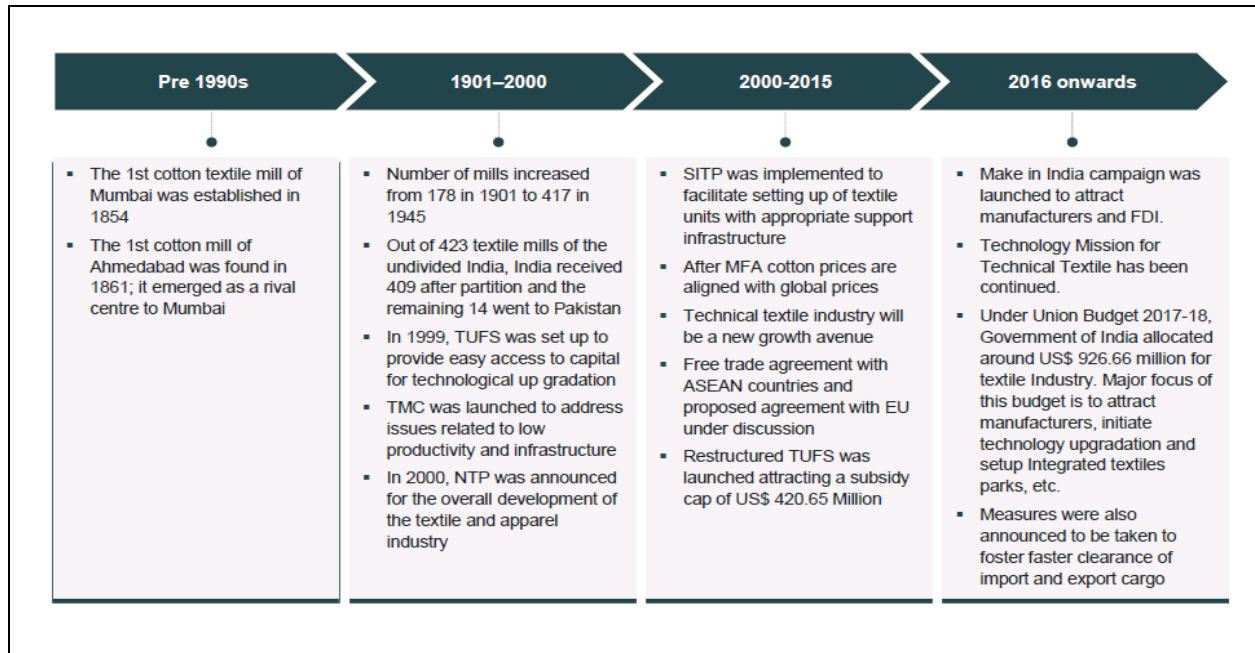 Pre 1990s
▪ The 1st cotton textile mill of
Mumbai was established in
1854
▪ The 1st cotton mill of
Ahmedabad was found in
1861; it emerged as a rival
centre to Mumbai
1901–2000
▪ Number of mills increased
from 178 in 1901 to 417 in
1945
▪ Out of 423 textile mills of the
undivided India, India received
409 after partition and the
remaining 14 went to Pakistan
▪ In 1999, TUFS was set up to
provide easy access to capital
for technological up gradation
▪ TMC was launched to address
issues related to low
productivity and infrastructure
▪ In 2000, NTP was announced
for the overall development of
the textile and apparel
industry
2000-2015
▪ SITP was implemented to
facilitate setting up of textile
units with appropriate support
infrastructure
▪ After MFA cotton prices are
aligned with global prices
▪ Technical textile industry will
be a new growth avenue
▪ Free trade agreement with
ASEAN countries and
proposed agreement with EU
under discussion
▪ Restructured TUFS was
launched attracting a subsidy
cap of US$ 420.65 Million
2016 onwards
▪ Make in India campaign was
launched to attract
manufacturers and FDI.
▪ Technology Mission for
Technical Textile has been
continued.
▪ Under Union Budget 2017-18,
Government of India allocated
around US$ 926.66 million for
textile Industry. Major focus of
this budget is to attract
manufacturers, initiate
technology upgradation and
setup Integrated textiles
parks, etc.
▪ Measures were also
announced to be taken to
foster faster clearance of
import and export cargo